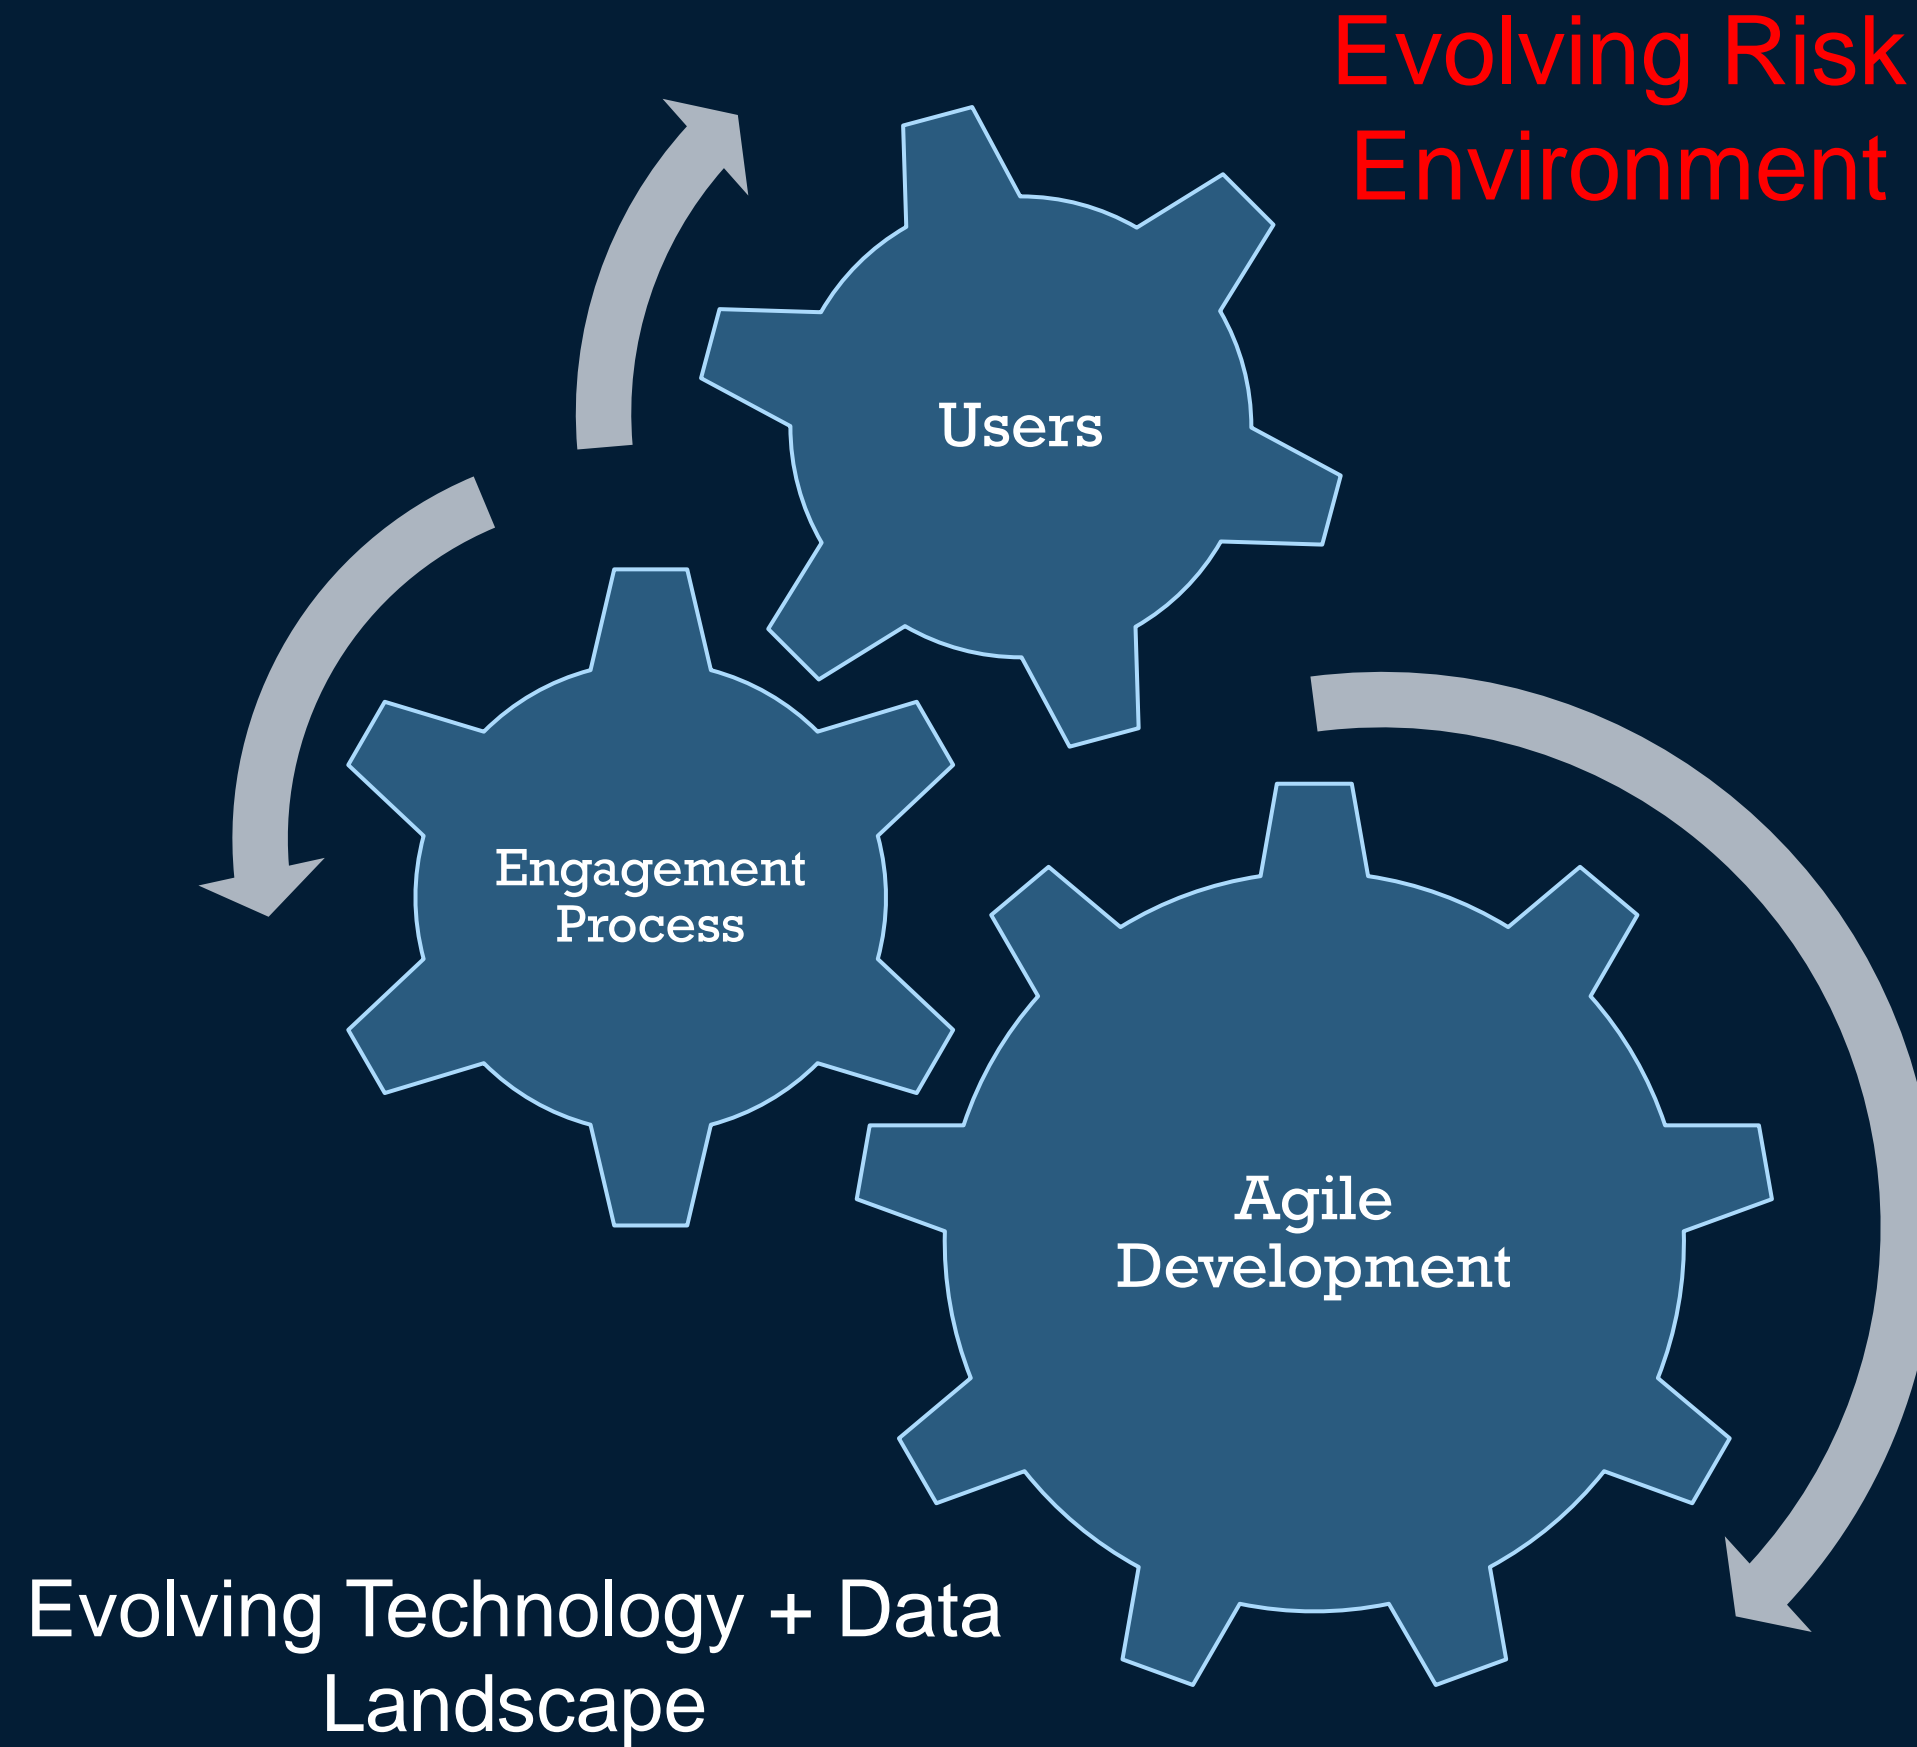 Evolving Risk
Environment
Users
Engagement
Process
Agile
Development
Evolving Technology + Data
Landscape